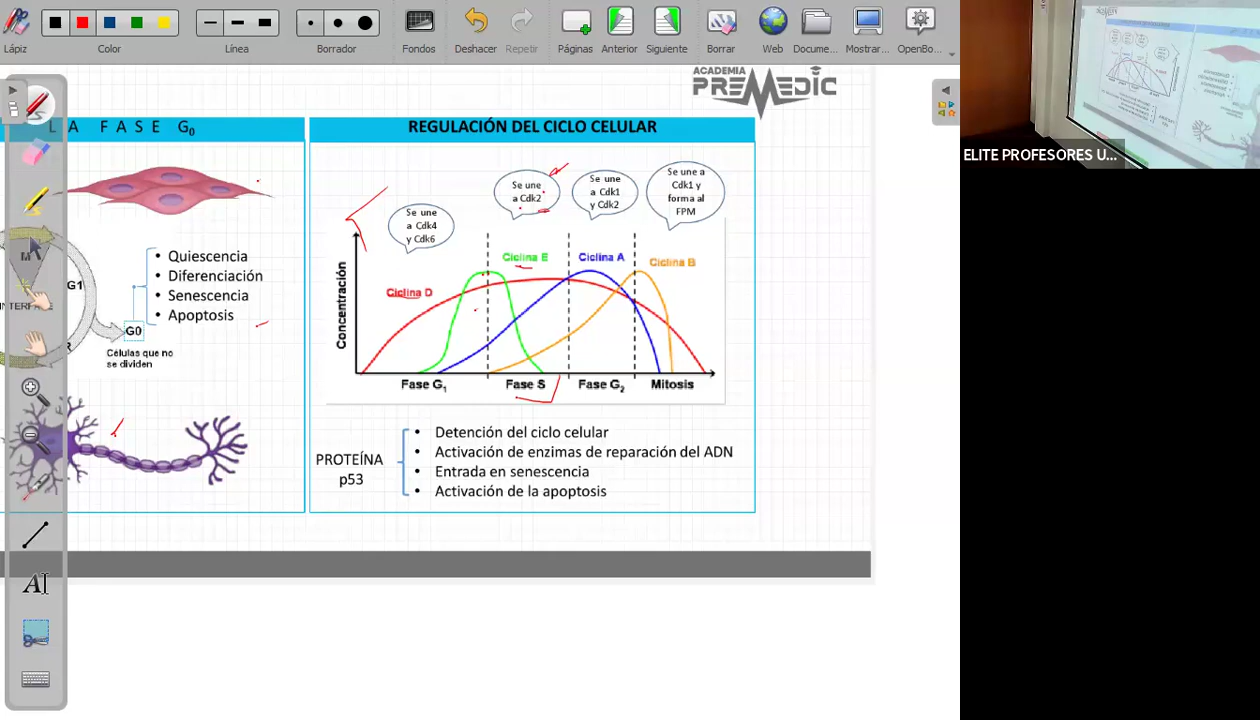 Lápiz
Color
Línea
Borrador
Fondos
Deshacer
Repetir
Páginas
Anterior
Siguiente
Borrar
Web
Docume...
Mostrar...
OpenBo...
ACADEMIA
PREMEDIC
LA FASE G₀
M
G1
INTERFASE
R
G0
Células que no
se dividen
• Quiescencia
• Diferenciación
• Senescencia
• Apoptosis
REGULACIÓN DEL CICLO CELULAR
Se une
a Cdk4
y Cdk6
Se une
a Cdk2
Se une
a Cdk1
y Cdk2
Se une a
Cdk1 y
forma al
FPM
Concentración
Ciclina D
Ciclina E
Ciclina A
Ciclina B
Fase G₁
Fase S
Fase G₂
Mitosis
PROTEÍNA
p53
• Detención del ciclo celular
• Activación de enzimas de reparación del ADN
• Entrada en senescencia
• Activación de la apoptosis
ELITE PROFESORES U...